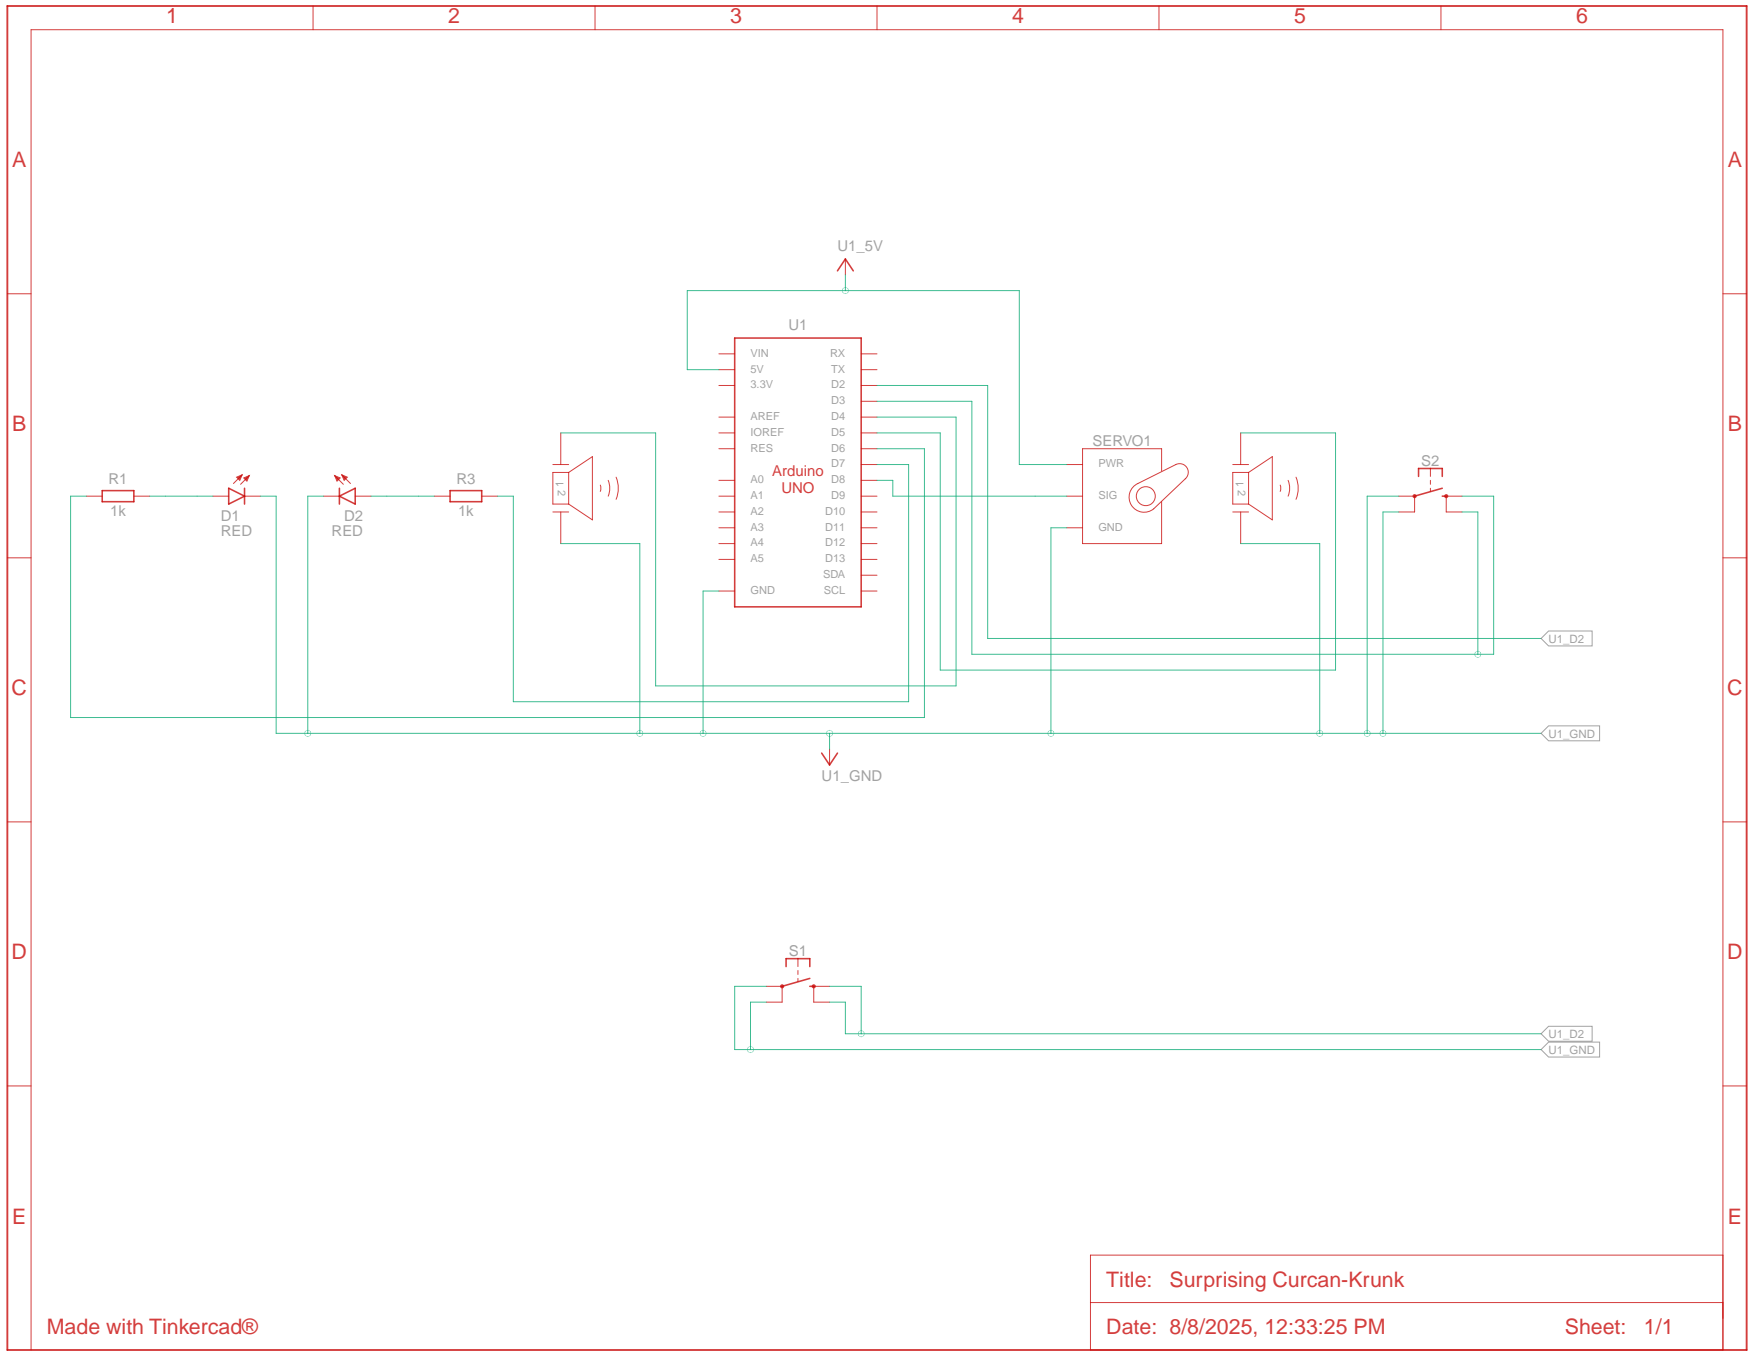 1 2 3 4 5 6
A A
U1_5V
U1
VIN RX
5V TX
3.3V D2
D3
AREF D4
IOREF D5
RES D6
D7
A0 D8
A1 D9
A2 D10
A3 D11
A4 D12
A5 D13
SDA
GND SCL
Arduino
UNO
B B
R1
1k
D1
RED
D2
RED
R3
1k
1 2
SERVO1
PWR
SIG
GND
1 2
S2
U1_D2
C C
U1_GND
U1_GND
D D
S1
U1_D2
U1_GND
E E
Title: Surprising Curcan-Krunk
Made with Tinkercad®
Date: 8/8/2025, 12:33:25 PM Sheet: 1/1